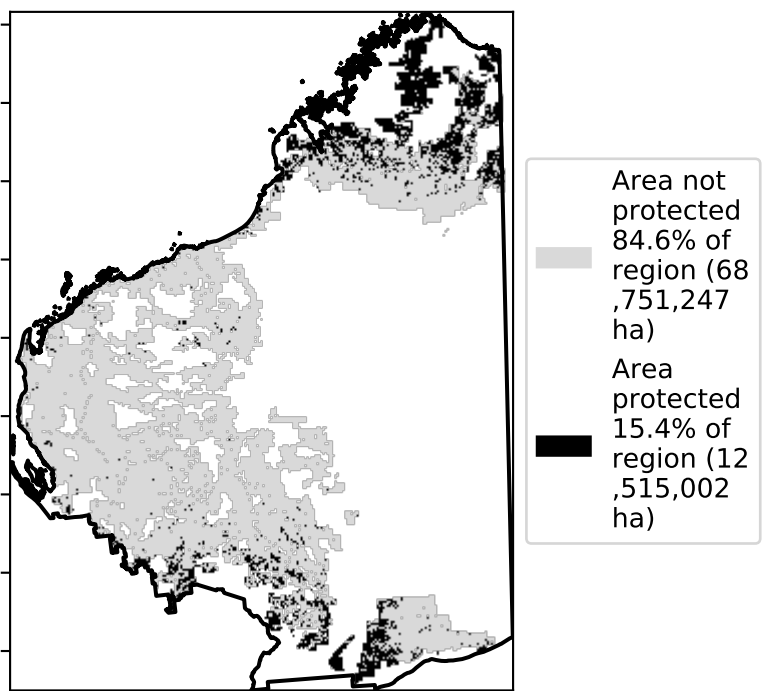 Area not
protected
84.6% of
region (68
,751,247
ha)
Area
protected
15.4% of
region (12
,515,002
ha)